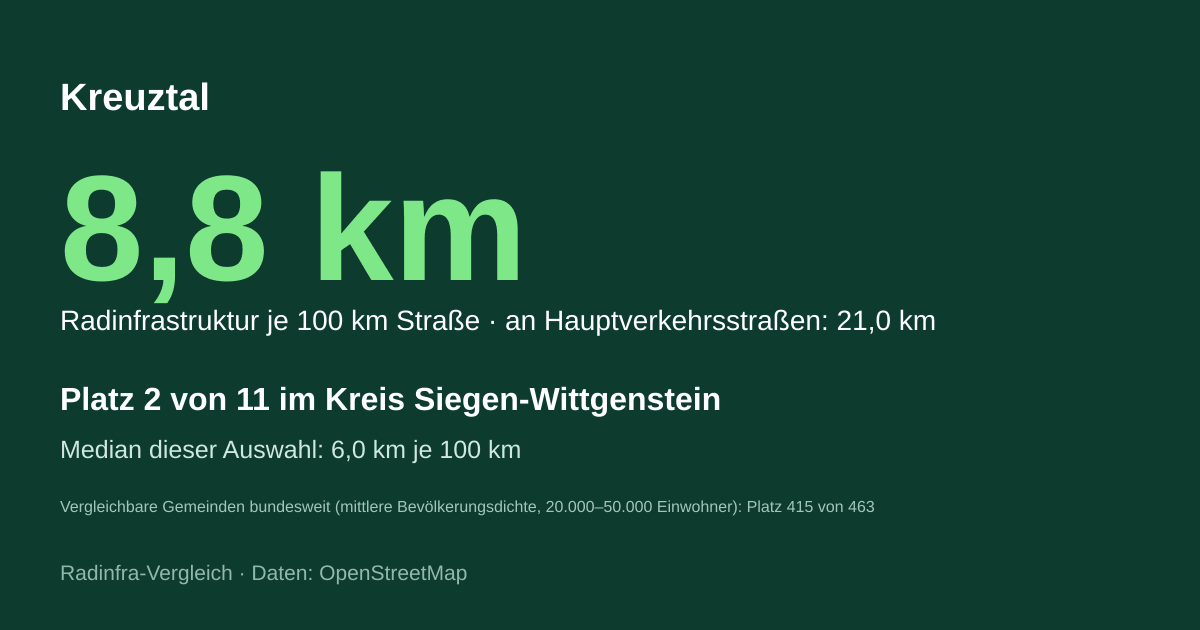 Kreuztal
8,8 km
Radinfrastruktur je 100 km Straße · an Hauptverkehrsstraßen: 21,0 km
Platz 2 von 11 im Kreis Siegen-Wittgenstein
Median dieser Auswahl: 6,0 km je 100 km
Vergleichbare Gemeinden bundesweit (mittlere Bevölkerungsdichte, 20.000–50.000 Einwohner): Platz 415 von 463
Radinfra-Vergleich · Daten: OpenStreetMap